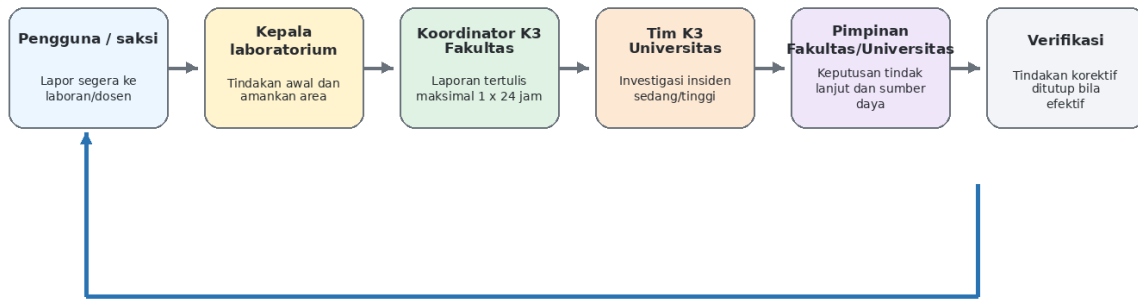 Pengguna / saksi
Lapor segera ke
laboran/dosen
Kepala
laboratorium
Tindakan awal dan
amankan area
Koordinator K3
Fakultas
Laporan tertulis
maksimal 1 x 24 jam
Tim K3
Universitas
Investigasi insiden
sedang/tinggi
Pimpinan
Fakultas/Universitas
Keputusan tindak
lanjut dan sumber
daya
Verifikasi
Tindakan korektif
ditutup bila
efektif